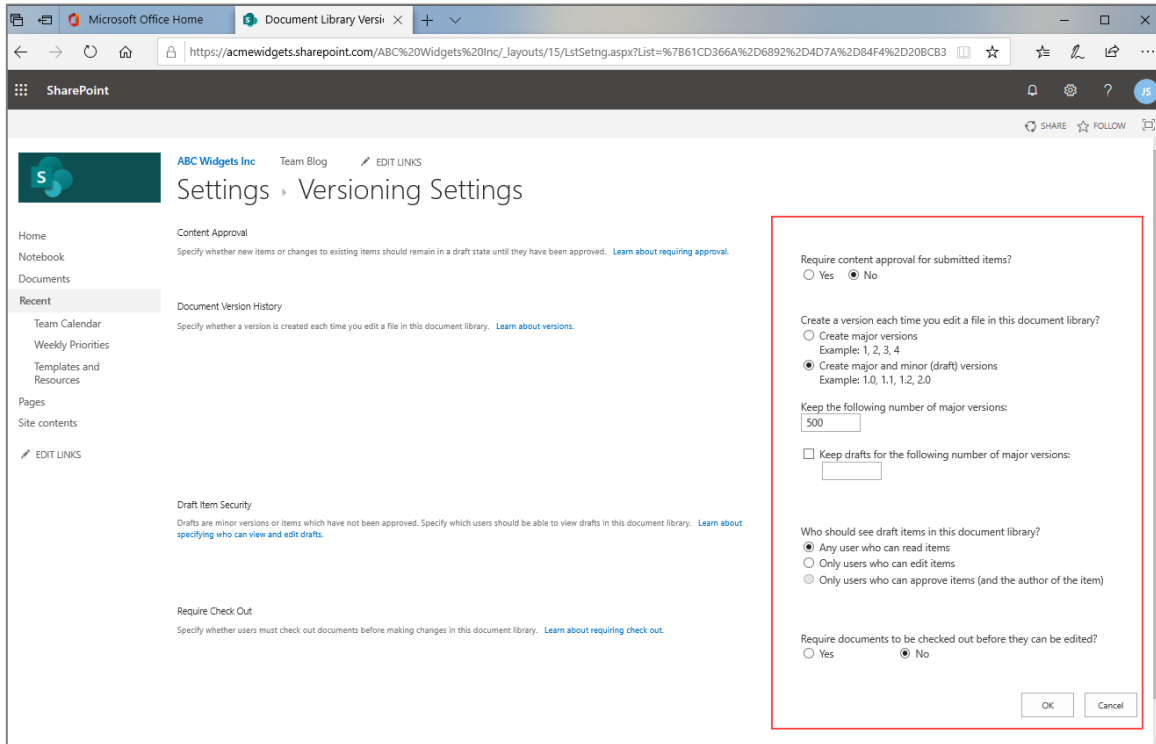 Microsoft Office Home
Document Library Versi
https://acmewidgets.sharepoint.com/ABC%20Widgets%20Inc/_layouts/15/LstSetng.aspx?List=%7B61CD366A%2D6892%2D4D7A%2D84F4%2D20BCB3
SharePoint
JS
SHARE FOLLOW
S
ABC Widgets Inc Team Blog EDIT LINKS
Settings › Versioning Settings
Home
Notebook
Documents
Recent
Team Calendar
Weekly Priorities
Templates and
Resources
Pages
Site contents
EDIT LINKS
Content Approval
Specify whether new items or changes to existing items should remain in a draft state until they have been approved. Learn about requiring approval.
Require content approval for submitted items?
Yes No
Document Version History
Specify whether a version is created each time you edit a file in this document library. Learn about versions.
Create a version each time you edit a file in this document library?
Create major versions
Example: 1, 2, 3, 4
Create major and minor (draft) versions
Example: 1.0, 1.1, 1.2, 2.0
Keep the following number of major versions:
500
Keep drafts for the following number of major versions:
Draft Item Security
Drafts are minor versions or items which have not been approved. Specify which users should be able to view drafts in this document library. Learn about
specifying who can view and edit drafts.
Who should see draft items in this document library?
Any user who can read items
Only users who can edit items
Only users who can approve items (and the author of the item)
Require Check Out
Specify whether users must check out documents before making changes in this document library. Learn about requiring check out.
Require documents to be checked out before they can be edited?
Yes No
OK Cancel